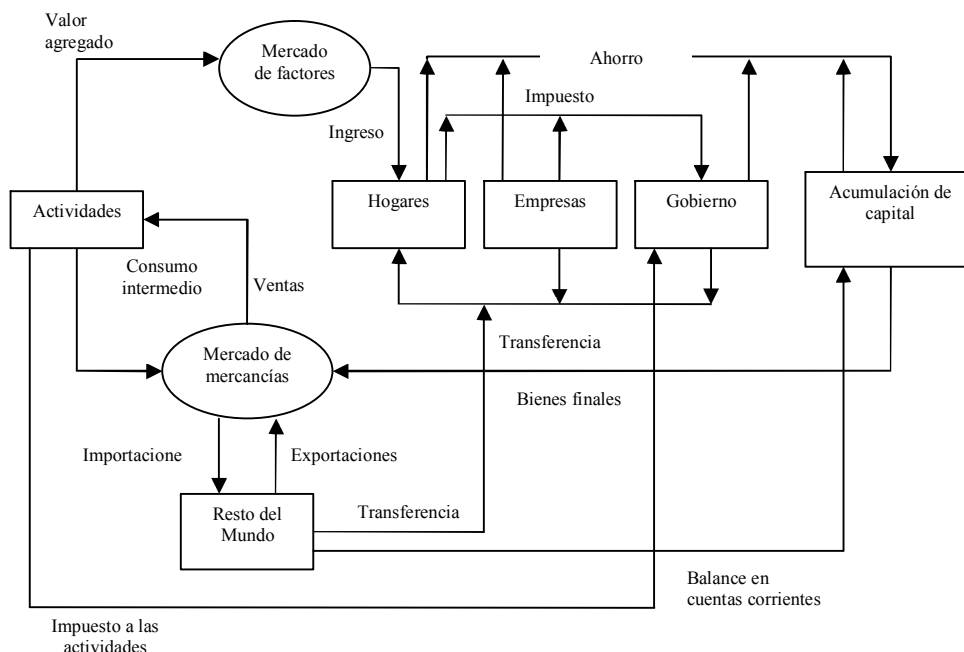 Valor
agregado
Mercado
de factores
Ahorro
Impuesto
Ingreso
Actividades
Hogares
Empresas
Gobierno
Acumulación de
capital
Consumo
intermedio
Ventas
Transferencia
Mercado de
mercancías
Bienes finales
Importacione
Exportaciones
Resto del
Mundo
Transferencia
Balance en
cuentas corrientes
Impuesto a las
actividades